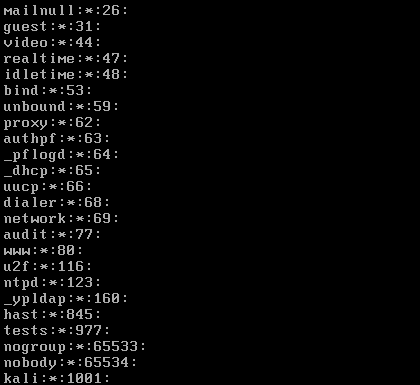 mailnull:*:26:
guest:*:31:
video:*:44:
realtime:*:47:
idletime:*:48:
bind:*:53:
unbound:*:59:
proxy:*:62:
authpf:*:63:
_pflogd:*:64:
_dhcp:*:65:
uucp:*:66:
dialer:*:68:
network:*:69:
audit:*:77:
www:*:80:
u2f:*:116:
ntpd:*:123:
_ypldap:*:160:
hast:*:845:
tests:*:977:
nogroup:*:65533:
nobody:*:65534:
kali:*:1001: